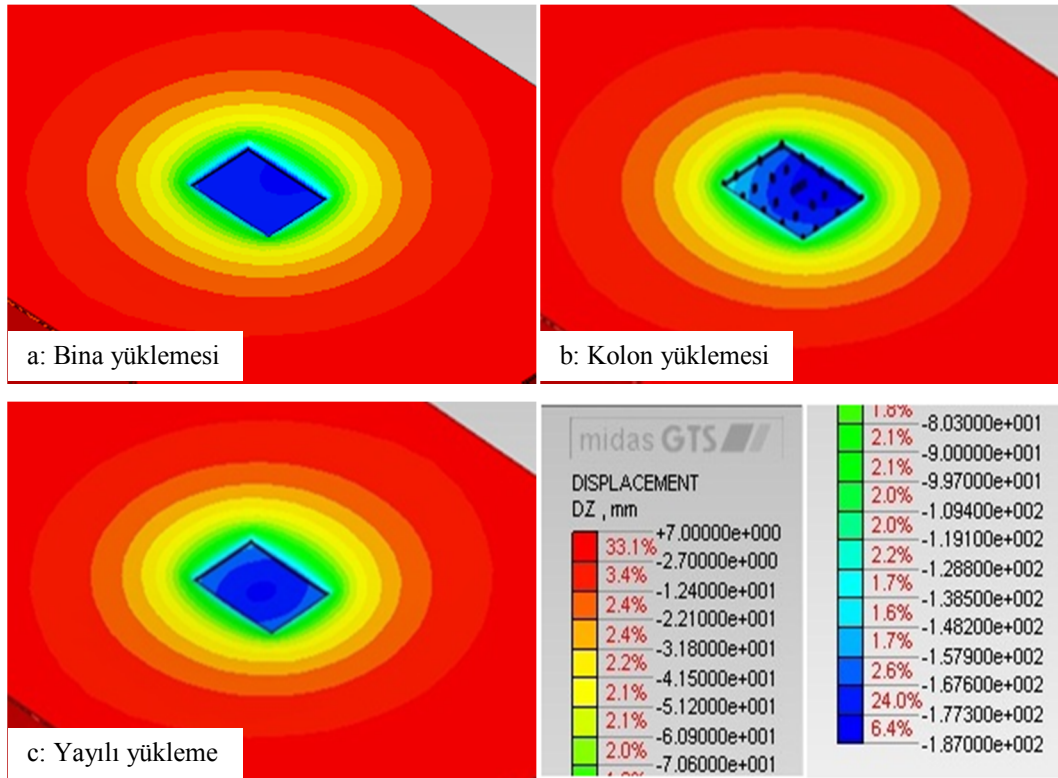 a: Bina yüklemesi
b: Kolon yüklemesi
c: Yayılı yükleme
midas GTS
DISPLACEMENT
DZ , mm
+7.00000e+000
33.1%
-2.70000e+000
3.4%
-1.24000e+001
2.4%
-2.21000e+001
2.4%
-3.18000e+001
2.2%
-4.15000e+001
2.1%
-5.12000e+001
2.1%
-6.09000e+001
2.0%
-7.06000e+001
1.8%
-8.03000e+001
2.1%
-9.00000e+001
2.1%
-9.97000e+001
2.0%
-1.09400e+002
2.0%
-1.19100e+002
2.2%
-1.28800e+002
1.7%
-1.38500e+002
1.6%
-1.48200e+002
1.7%
-1.57900e+002
2.6%
-1.67600e+002
24.0%
-1.77300e+002
6.4%
-1.87000e+002